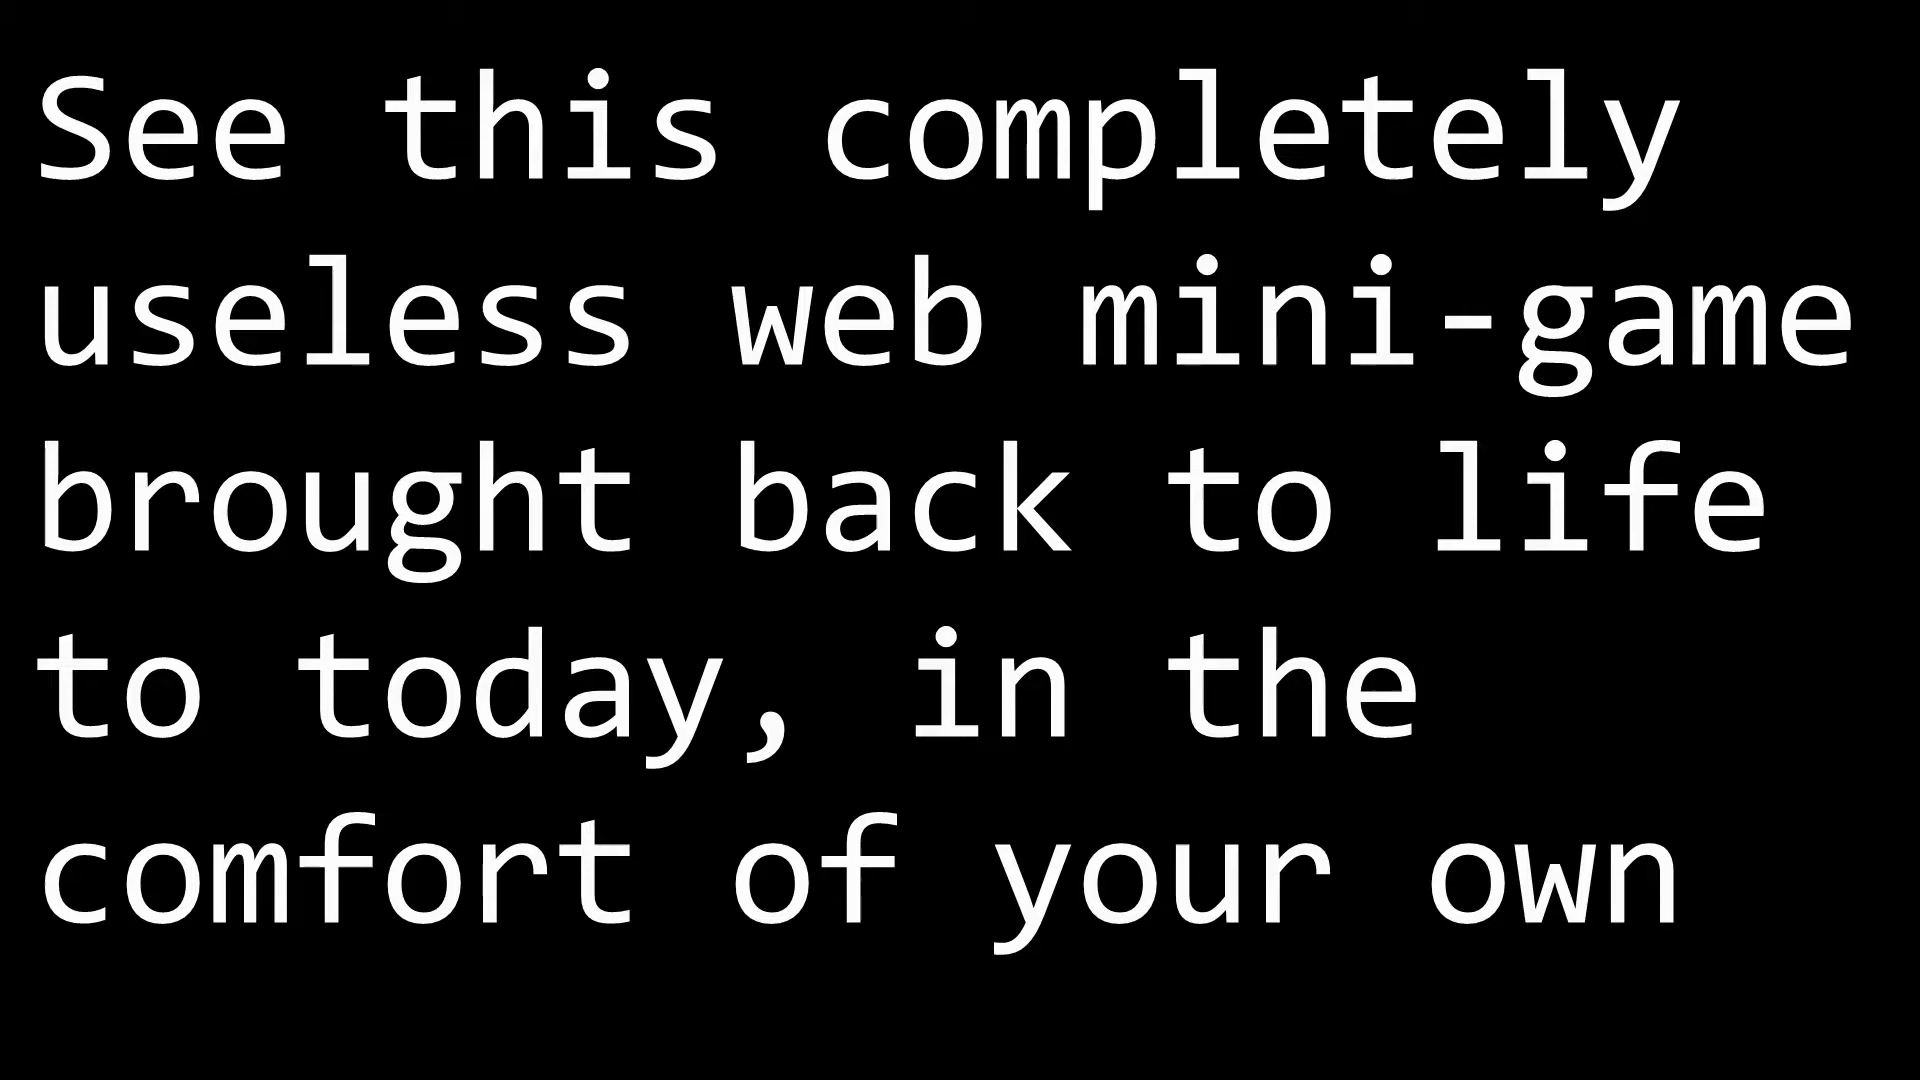 See this completely
useless web mini-game
brought back to life
to today, in the
comfort of your own